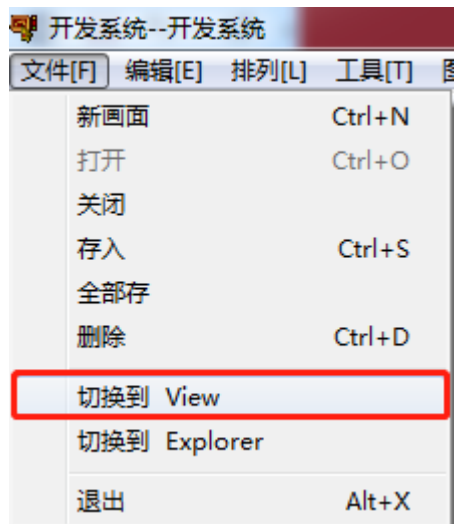 开发系统--开发系统
文件[F] 编辑[E] 排列[L] 工具[T]
新画面 Ctrl+N
打开 Ctrl+O
关闭
存入 Ctrl+S
全部存
删除 Ctrl+D
切换到 View
切换到 Explorer
退出 Alt+X